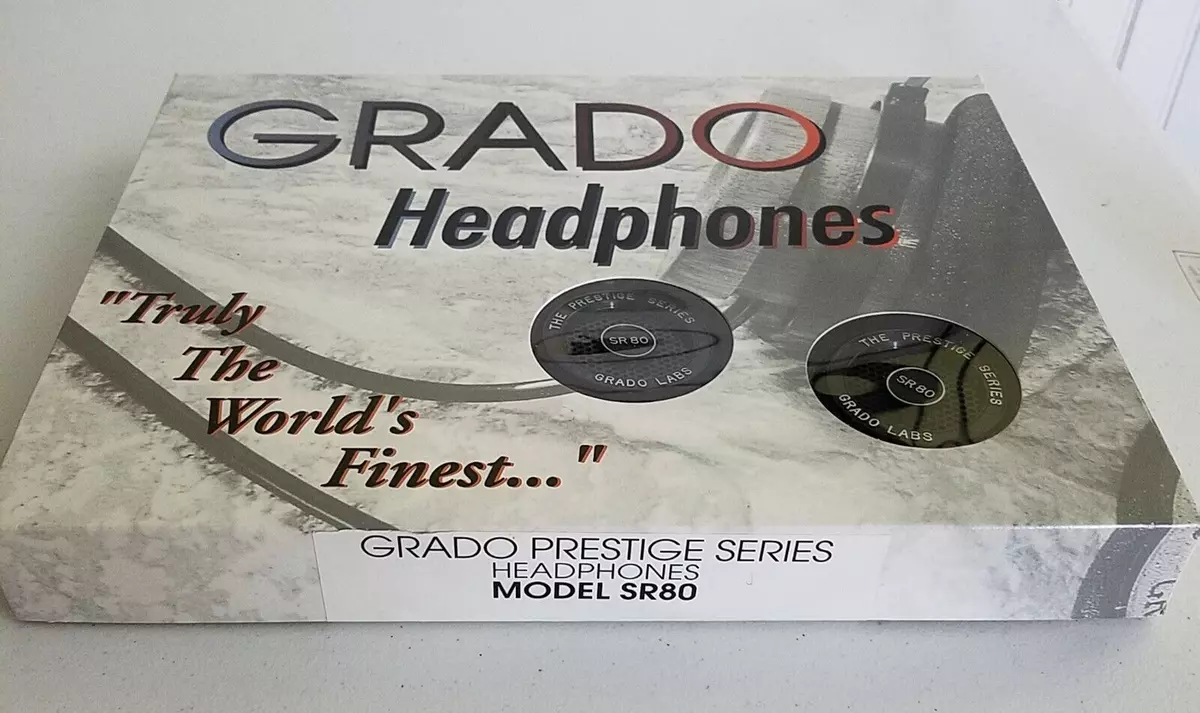 GRADO
Headphones
"Truly
The
World's
Finest..."
THE PRESTIGE SERIES
SR80
GRADO LABS
THE PRESTIGE SERIES
SR80
GRADO LABS
GRADO PRESTIGE SERIES
HEADPHONES
MODEL SR80
GR